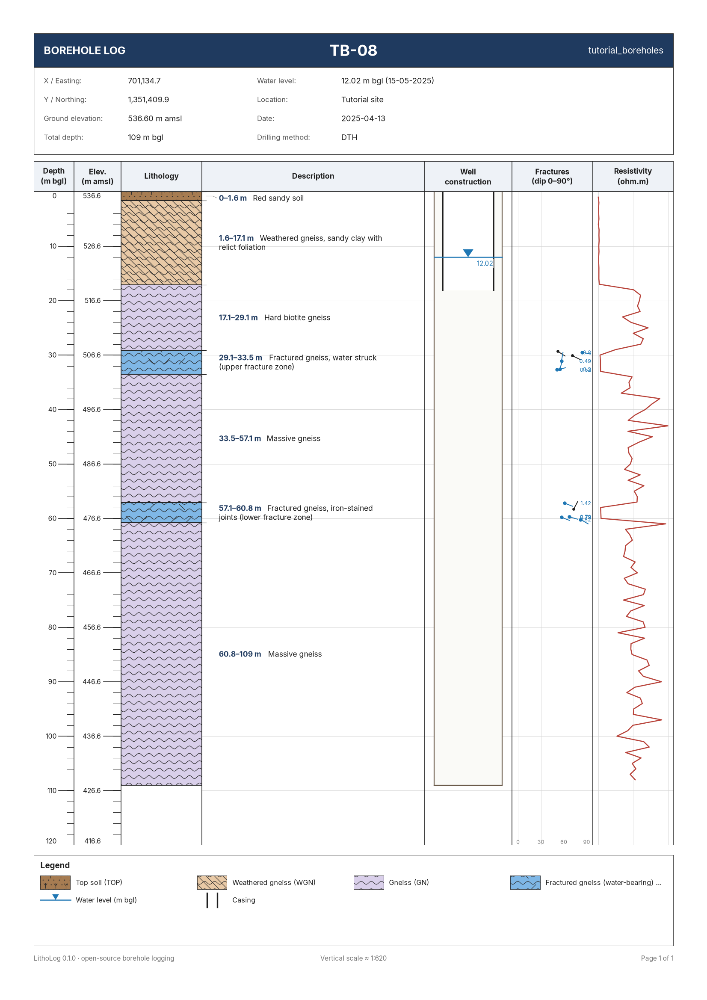 BOREHOLE LOG
TB-08
tutorial_boreholes
X / Easting: 701,134.7 Water level: 12.02 m bgl (15-05-2025)
Y / Northing: 1,351,409.9 Location: Tutorial site
Ground elevation: 536.60 m amsl Date: 2025-04-13
Total depth: 109 m bgl Drilling method: DTH
Depth (m bgl)
Elev. (m amsl)
Lithology
Description
Well construction
Fractures (dip 0–90°)
Resistivity (ohm.m)
0 536.6
0–1.6 m Red sandy soil
1.6–17.1 m Weathered gneiss, sandy clay with
relict foliation
10 526.6
12.02
20 516.6
17.1–29.1 m Hard biotite gneiss
0.8
30 506.6
29.1–33.5 m Fractured gneiss, water struck
(upper fracture zone)
0.49
40 496.6
33.5–57.1 m Massive gneiss
50 486.6
1.42
57.1–60.8 m Fractured gneiss, iron-stained
joints (lower fracture zone)
60 476.6
70 466.6
80 456.6
60.8–109 m Massive gneiss
90 446.6
100 436.6
110 426.6
120 416.6
0 30 60 90
Legend
Top soil (TOP)
Weathered gneiss (WGN)
Gneiss (GN)
Fractured gneiss (water-bearing) ...
Water level (m bgl)
Casing
LithoLog 0.1.0 · open-source borehole logging
Vertical scale ≈ 1:620
Page 1 of 1